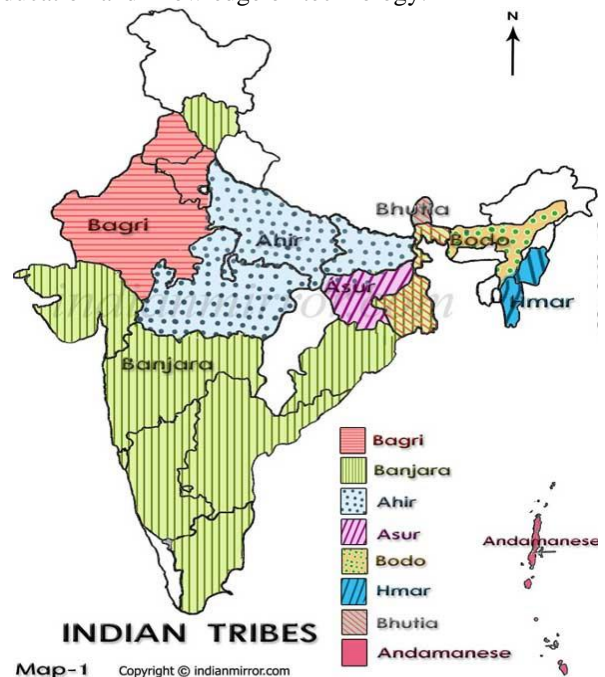 N
Bhutia
Bagri
Ahir
Bodo
Asur
Hmar
Banjara
Bagri
Banjara
Ahir
Asur
Andamanese
Bodo
Hmar
Bhutia
INDIAN TRIBES
Andamanese
Map-1 Copyright © indianmirror.com